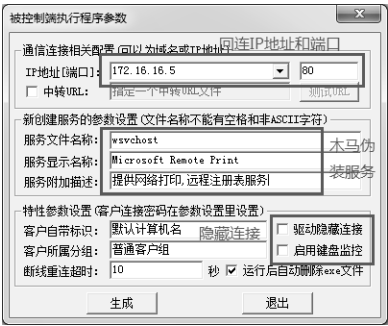 被控制端执行程序参数
通信连接相关配置(可以为域名或IP地址)
回连IP地址和端口
IP地址[端口]: 172.16.16.5 80
中转URL: 指定一个中转URL文件 测试URL
新创建服务的参数设置(文件名称不能有空格和非ASCII字符)
服务文件名称: wsvchost
服务显示名称: Microsoft Remote Print
服务附加描述: 提供网络打印,远程注册表服务
木马伪
装服务
特性参数设置(客户连接密码在参数设置里设置)
客户自带标识: 默认计算机名 隐藏连接 驱动隐藏连接
客户所属分组: 普通客户组 启用键盘监控
断线重连超时: 10 秒 运行后自动删除exe文件
生成 退出